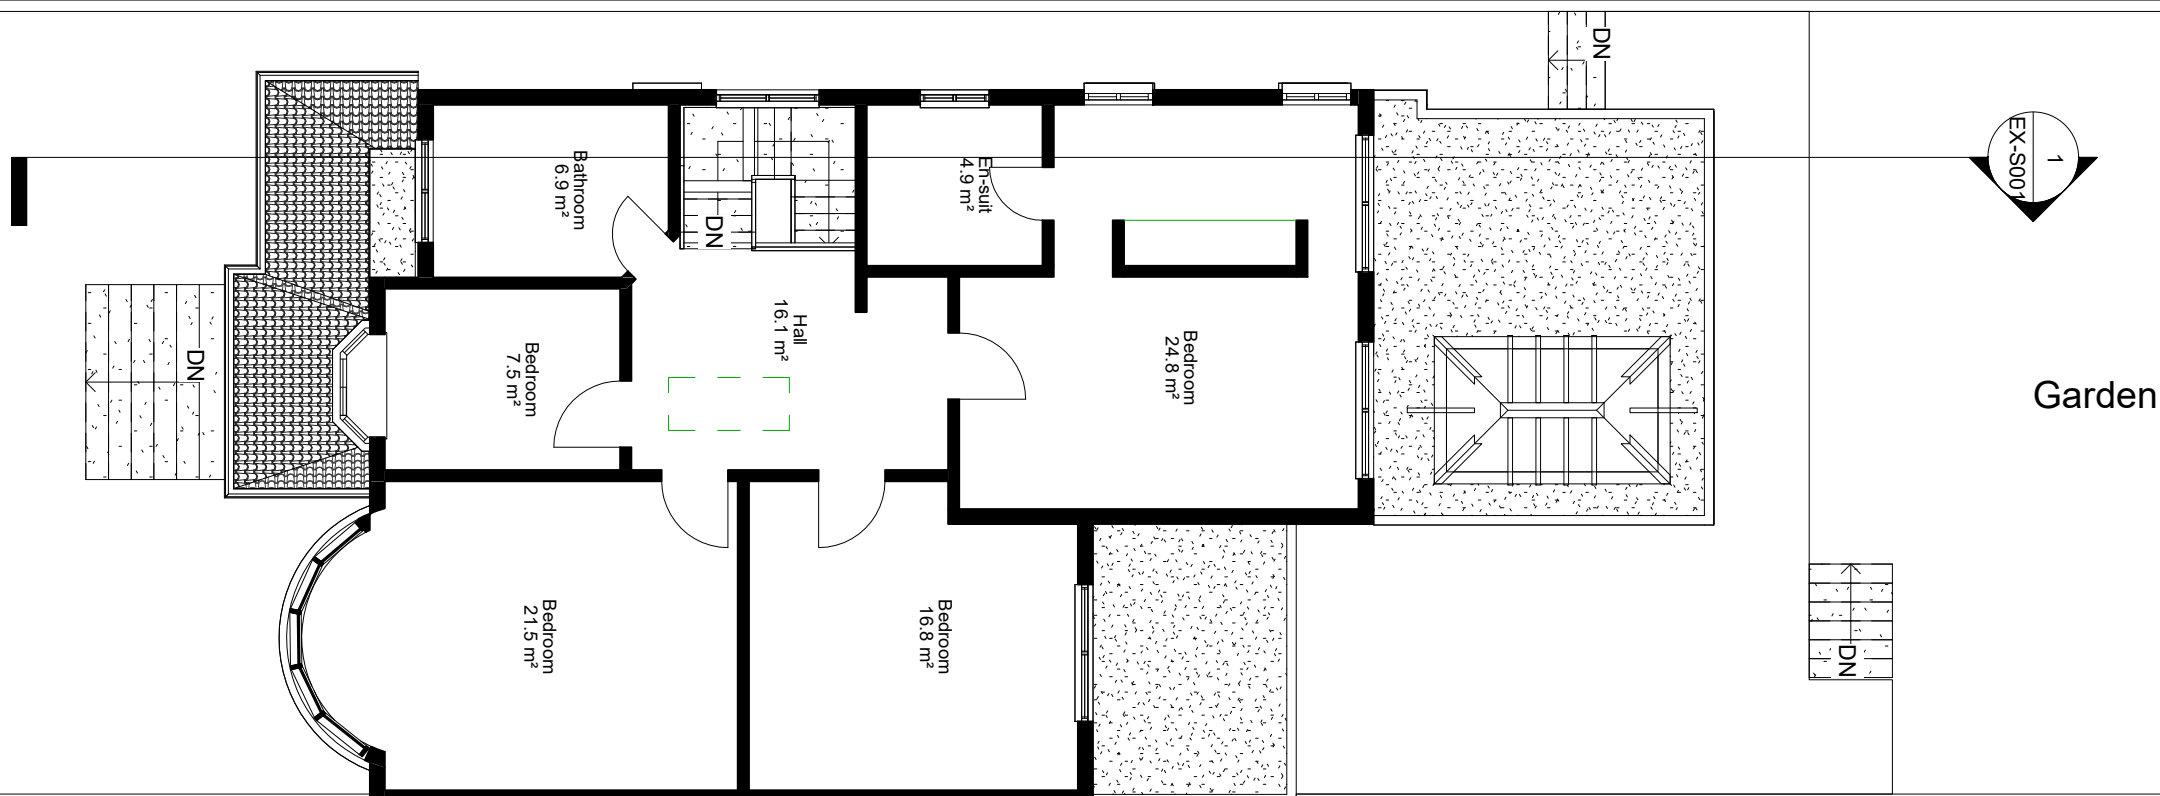 DN
1
EX-S001
Bathroom
6.9 m²
En-suit
4.9 m²
DN
Hall
16.1 m²
Bedroom
7.5 m²
Bedroom
24.8 m²
DN
Garden
Bedroom
21.5 m²
Bedroom
16.8 m²
DN